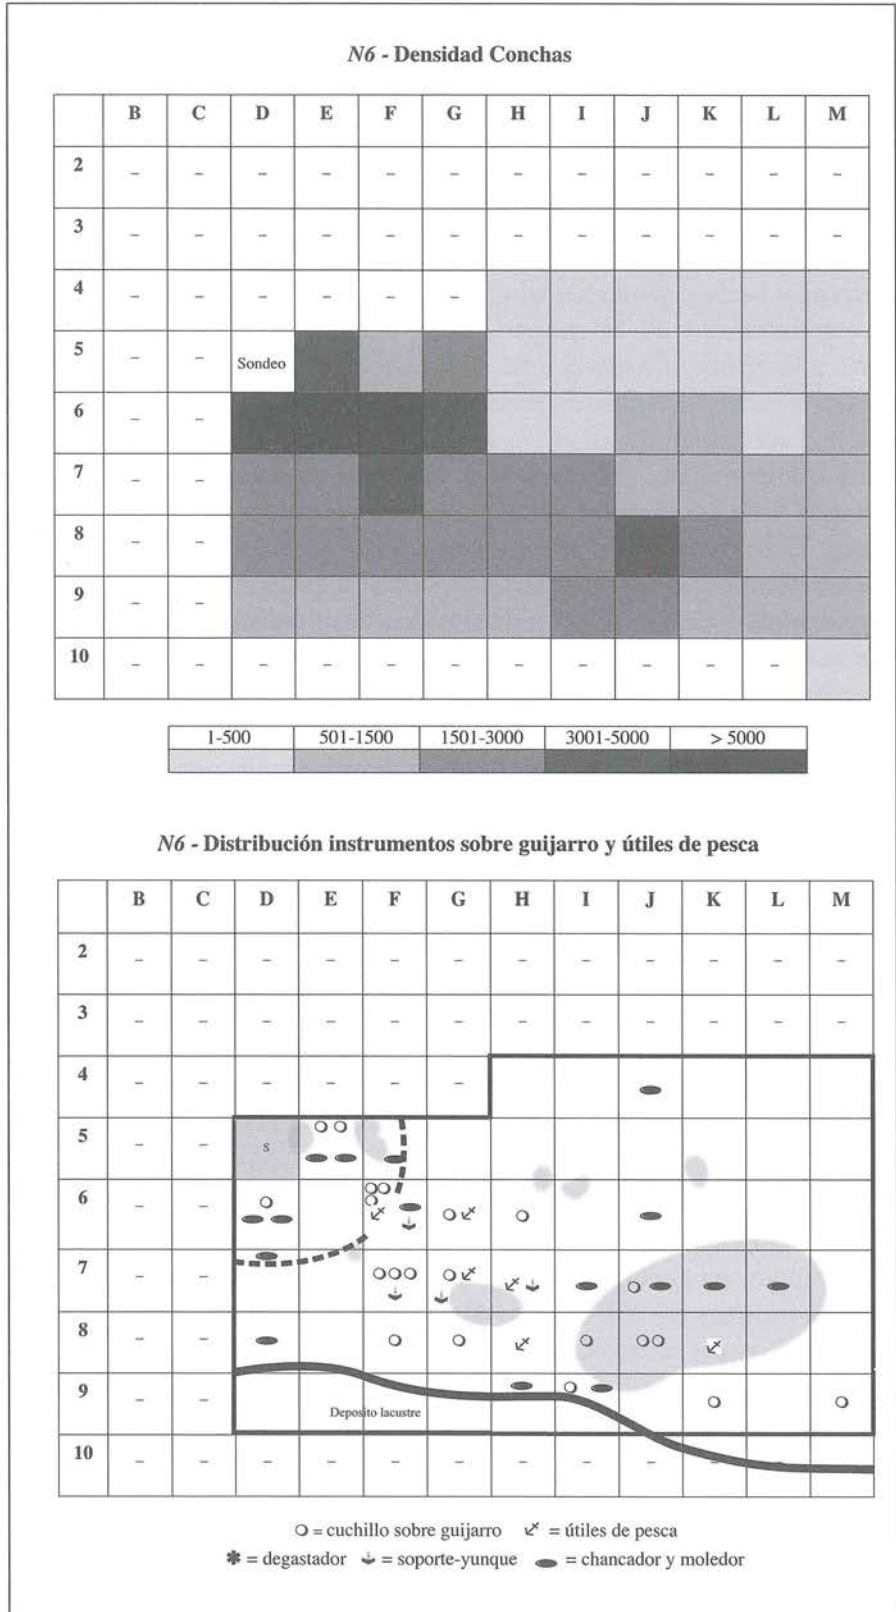 N6 - Densidad Conchas
B C D E F G H I J K L M
2 – – – – – – – – – – – –
3 – – – – – – – – – – – –
4 – – – – – –
5 – – Sondeo
6 – –
7 – –
8 – –
9 – –
10 – – – – – – – – – – –
1-500 501-1500 1501-3000 3001-5000 > 5000
N6 - Distribución instrumentos sobre guijarro y útiles de pesca
B C D E F G H I J K L M
2 – – – – – – – – – – – –
3 – – – – – – – – – – – –
4 – – – – – –
5 – – s
6 – –
7 – –
8 – –
9 – – Deposito lacustre
10 – – – – – – – – – – –
= cuchillo sobre guijarro = útiles de pesca
= degastador = soporte-yunque = chancador y moledor